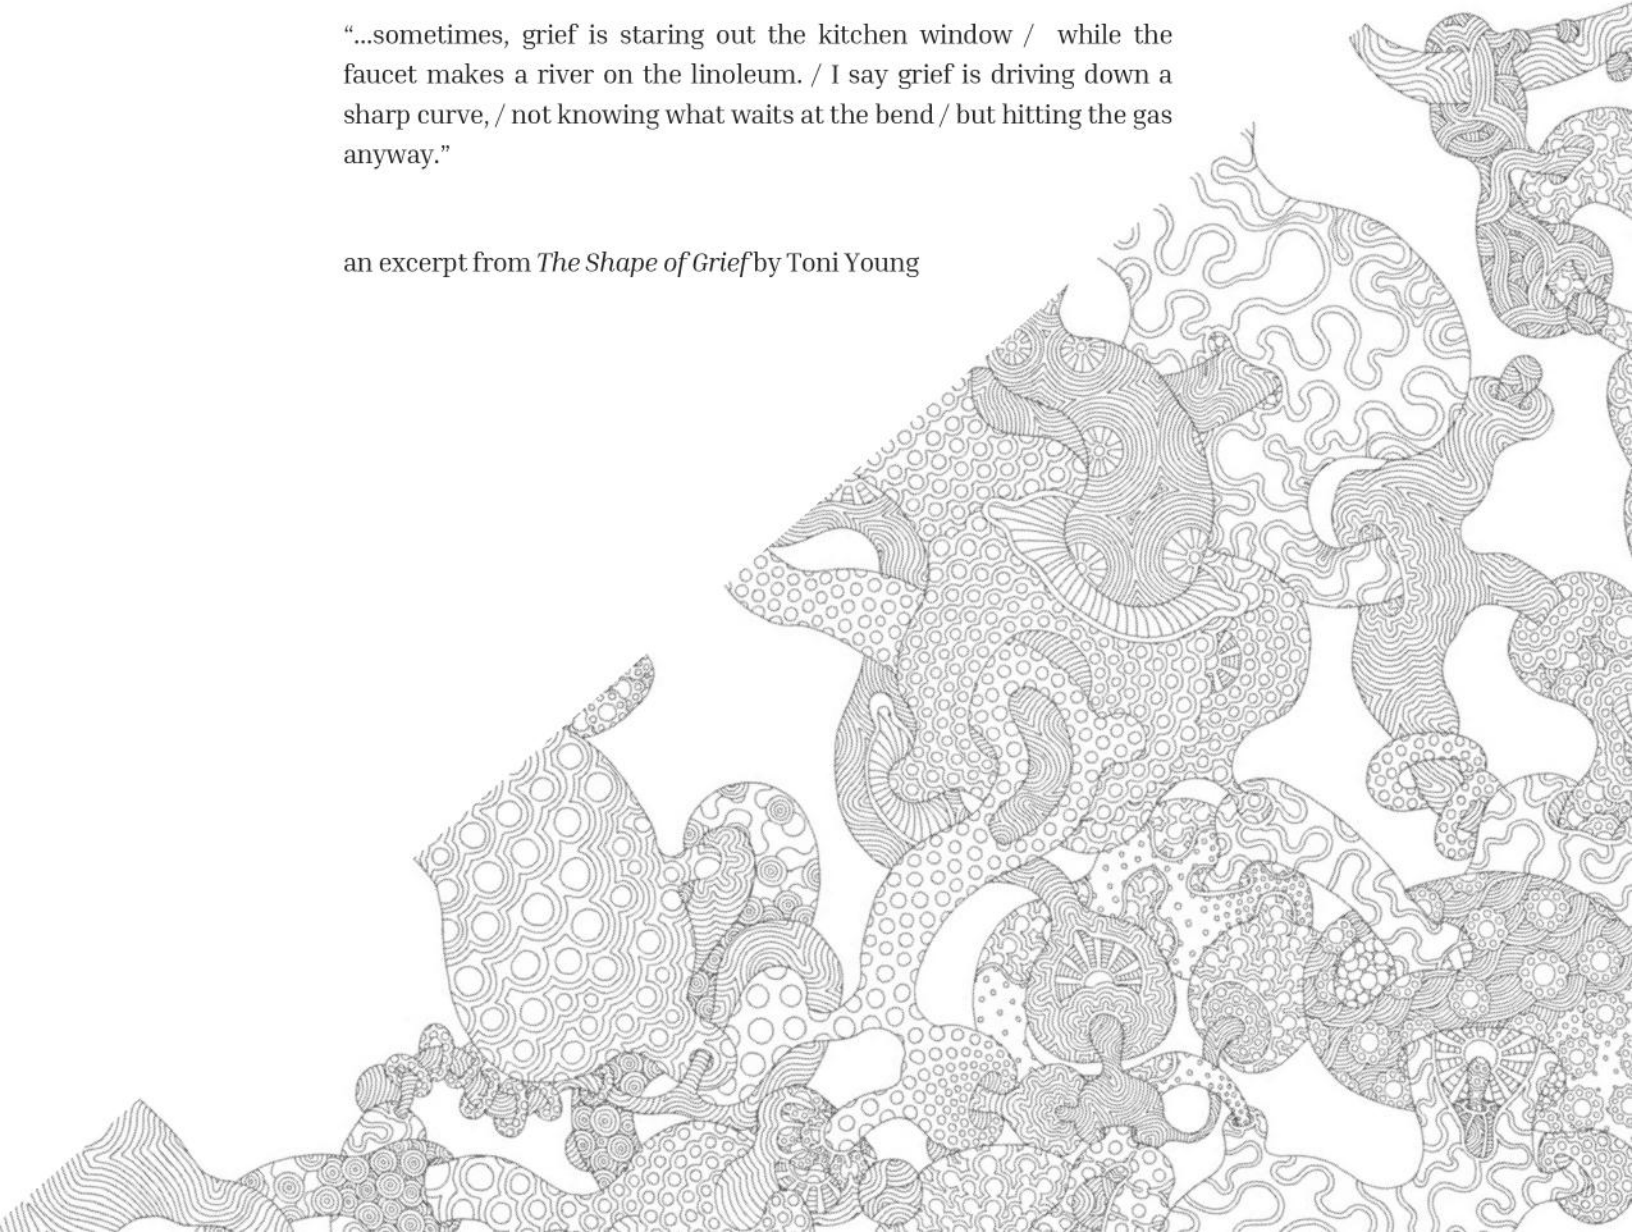 “...sometimes, grief is staring out the kitchen window / while the
faucet makes a river on the linoleum. / I say grief is driving down a
sharp curve, / not knowing what waits at the bend / but hitting the gas
anyway.”
an excerpt from The Shape of Grief by Toni Young